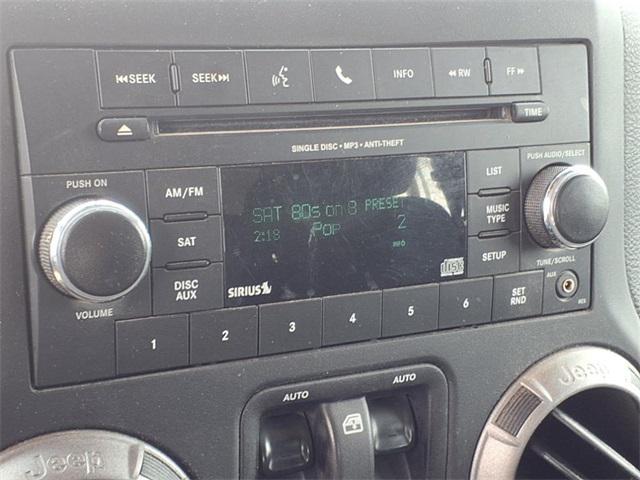 SEEK
SEEK
INFO
RW
FF
TIME
SINGLE DISC • MP3 • ANTI-THEFT
PUSH ON
VOLUME
AM/FM
SAT
DISC
AUX
SAT 80s on 8 PRESET
2:18 Pop 2
INFO
SIRIUS
LIST
MUSIC
TYPE
SETUP
PUSH AUDIO/SELECT
TUNE/SCROLL
AUX
1
2
3
4
5
6
SET
RND
AUTO
AUTO
Jeep
Jeep